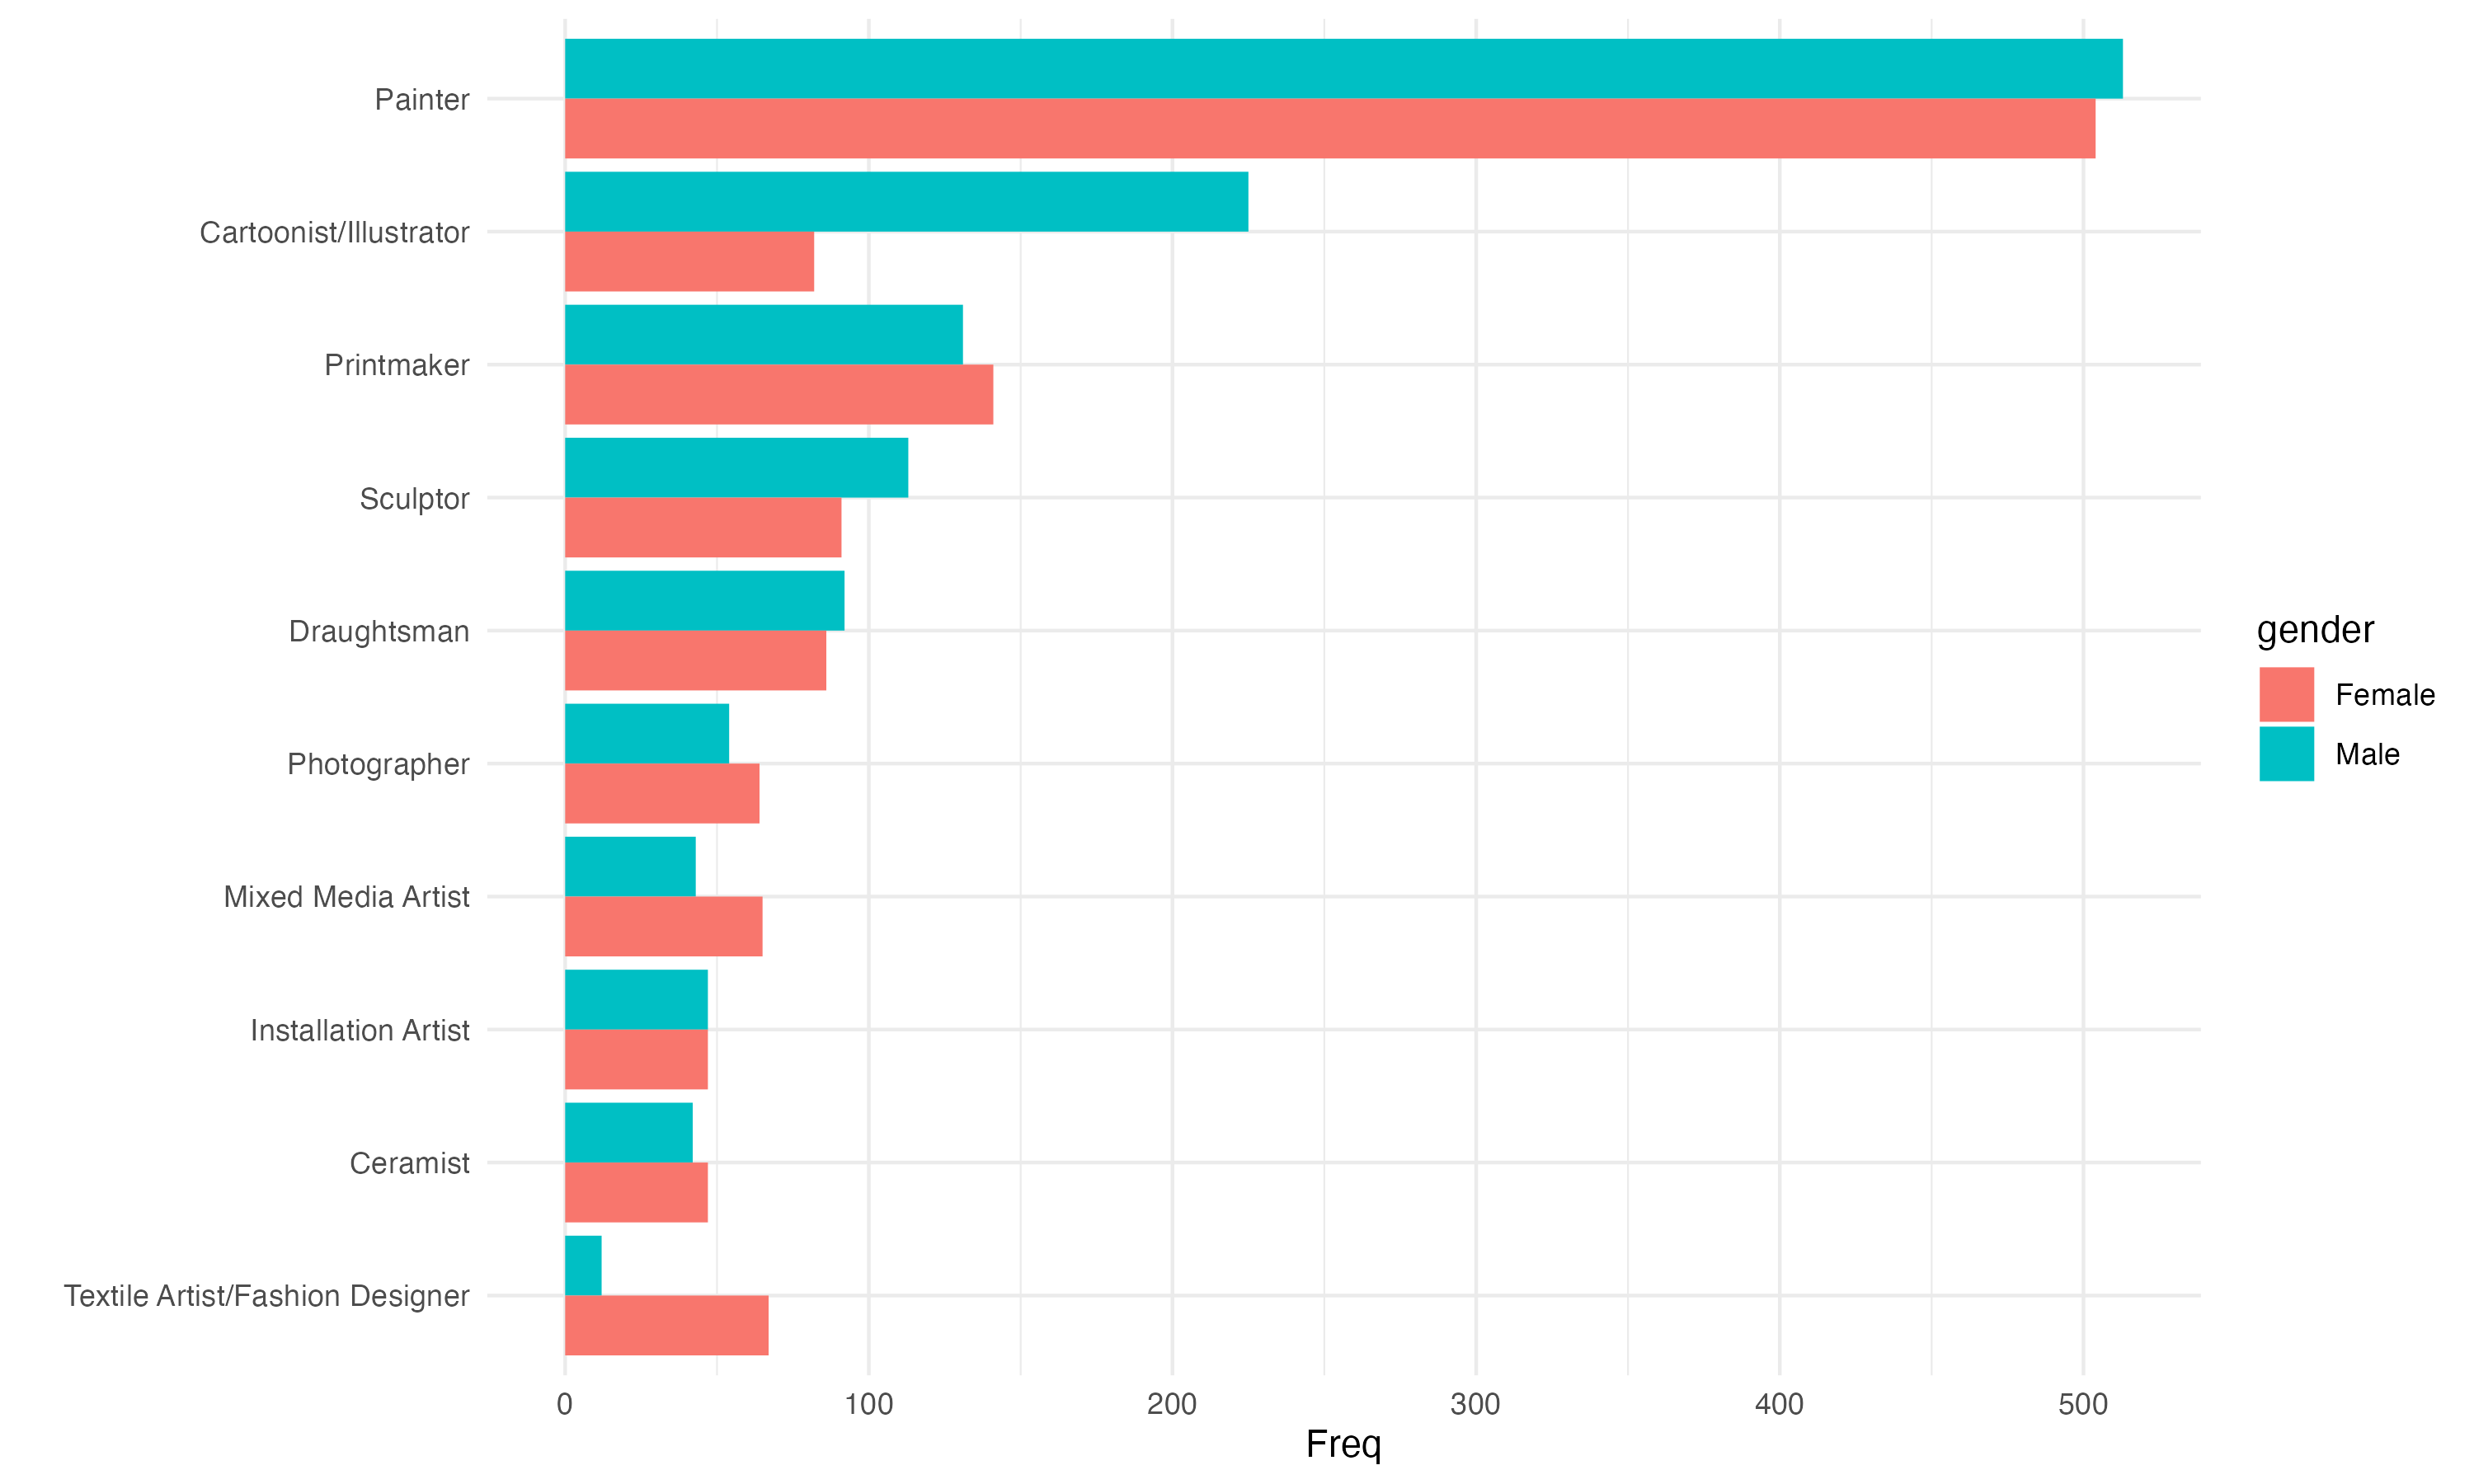 Painter
Cartoonist/Illustrator
Printmaker
Sculptor
Draughtsman
Photographer
Mixed Media Artist
Installation Artist
Ceramist
Textile Artist/Fashion Designer
0 100 200 300 400 500
Freq
gender
Female
Male